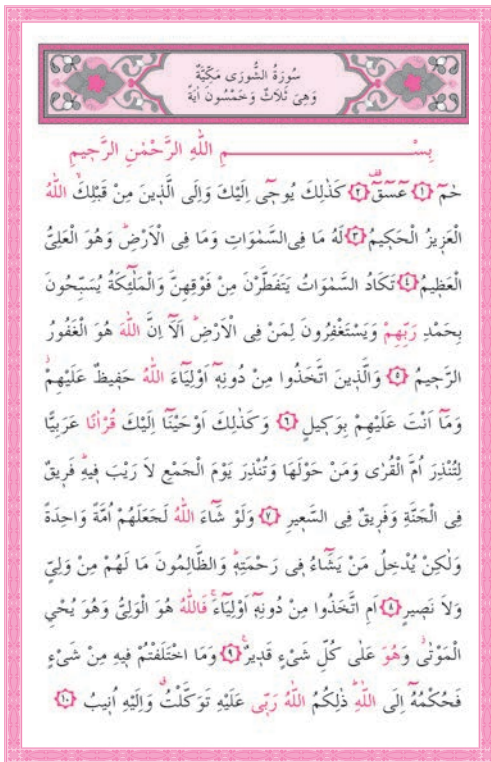 سُورَةُ الشُّورَى مَكِّيَّةٌ
وَهِىَ ثَلَاثٌ وَخَمْسُونَ اٰيَةً
بِسْــــــــــــــــــمِ اللّٰهِ الرَّحْمٰنِ الرَّحٖيمِ
حٰمٓ ﴿١﴾ عٓسٓقٓ ﴿٢﴾ كَذٰلِكَ يُوحٖٓى اِلَيْكَ وَاِلَى الَّذٖينَ مِنْ قَبْلِكَۙ اللّٰهُ
الْعَزٖيزُ الْحَكٖيمُ ﴿٣﴾ لَهُ مَا فِى السَّمٰوَاتِ وَمَا فِى الْاَرْضِۜ وَهُوَ الْعَلِىُّ
الْعَظٖيمُ ﴿٤﴾ تَكَادُ السَّمٰوَاتُ يَتَفَطَّرْنَ مِنْ فَوْقِهِنَّ وَالْمَلٰٓئِكَةُ يُسَبِّحُونَ
بِحَمْدِ رَبِّهِمْ وَيَسْتَغْفِرُونَ لِمَنْ فِى الْاَرْضِۜ اَلَٓا اِنَّ اللّٰهَ هُوَ الْغَفُورُ
الرَّحٖيمُ ﴿٥﴾ وَالَّذٖينَ اتَّخَذُوا مِنْ دُونِهٖٓ اَوْلِيَٓاءَ اللّٰهُ حَفٖيظٌ عَلَيْهِمْۘ
وَمَٓا اَنْتَ عَلَيْهِمْ بِوَكٖيلٍ ﴿٦﴾ وَكَذٰلِكَ اَوْحَيْنَٓا اِلَيْكَ قُرْاٰنًا عَرَبِيًّا
لِتُنْذِرَ اُمَّ الْقُرٰى وَمَنْ حَوْلَهَا وَتُنْذِرَ يَوْمَ الْجَمْعِ لَا رَيْبَ فٖيهِۜ فَرٖيقٌ
فِى الْجَنَّةِ وَفَرٖيقٌ فِى السَّعٖيرِ ﴿٧﴾ وَلَوْ شَٓاءَ اللّٰهُ لَجَعَلَهُمْ اُمَّةً وَاحِدَةً
وَلٰكِنْ يُدْخِلُ مَنْ يَشَٓاءُ فٖى رَحْمَتِهٖۜ وَالظَّالِمُونَ مَا لَهُمْ مِنْ وَلِىٍّ
وَلَا نَصٖيرٍ ﴿٨﴾ اَمِ اتَّخَذُوا مِنْ دُونِهٖٓ اَوْلِيَٓاءَۚ فَاللّٰهُ هُوَ الْوَلِىُّ وَهُوَ يُحْيِ
الْمَوْتٰىۘ وَهُوَ عَلٰى كُلِّ شَىْءٍ قَدٖيرٌ ﴿٩﴾ وَمَا اخْتَلَفْتُمْ فٖيهِ مِنْ شَىْءٍ
فَحُكْمُهُٓ اِلَى اللّٰهِۜ ذٰلِكُمُ اللّٰهُ رَبّٖى عَلَيْهِ تَوَكَّلْتُۗ وَاِلَيْهِ اُنٖيبُ ﴿١٠﴾